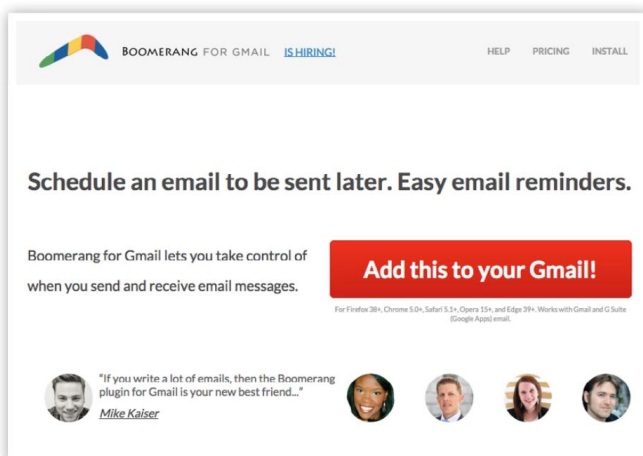 BOOMERANG FOR GMAIL IS HIRING! HELP PRICING INSTALL
Schedule an email to be sent later. Easy email reminders.
Boomerang for Gmail lets you take control of
when you send and receive email messages.
Add this to your Gmail!
For Firefox 38+, Chrome 5.0+, Safari 5.1+, Opera 15+, and Edge 39+. Works with Gmail and G Suite
(Google Apps) email.
"If you write a lot of emails, then the Boomerang
plugin for Gmail is your new best friend..."
Mike Kaiser